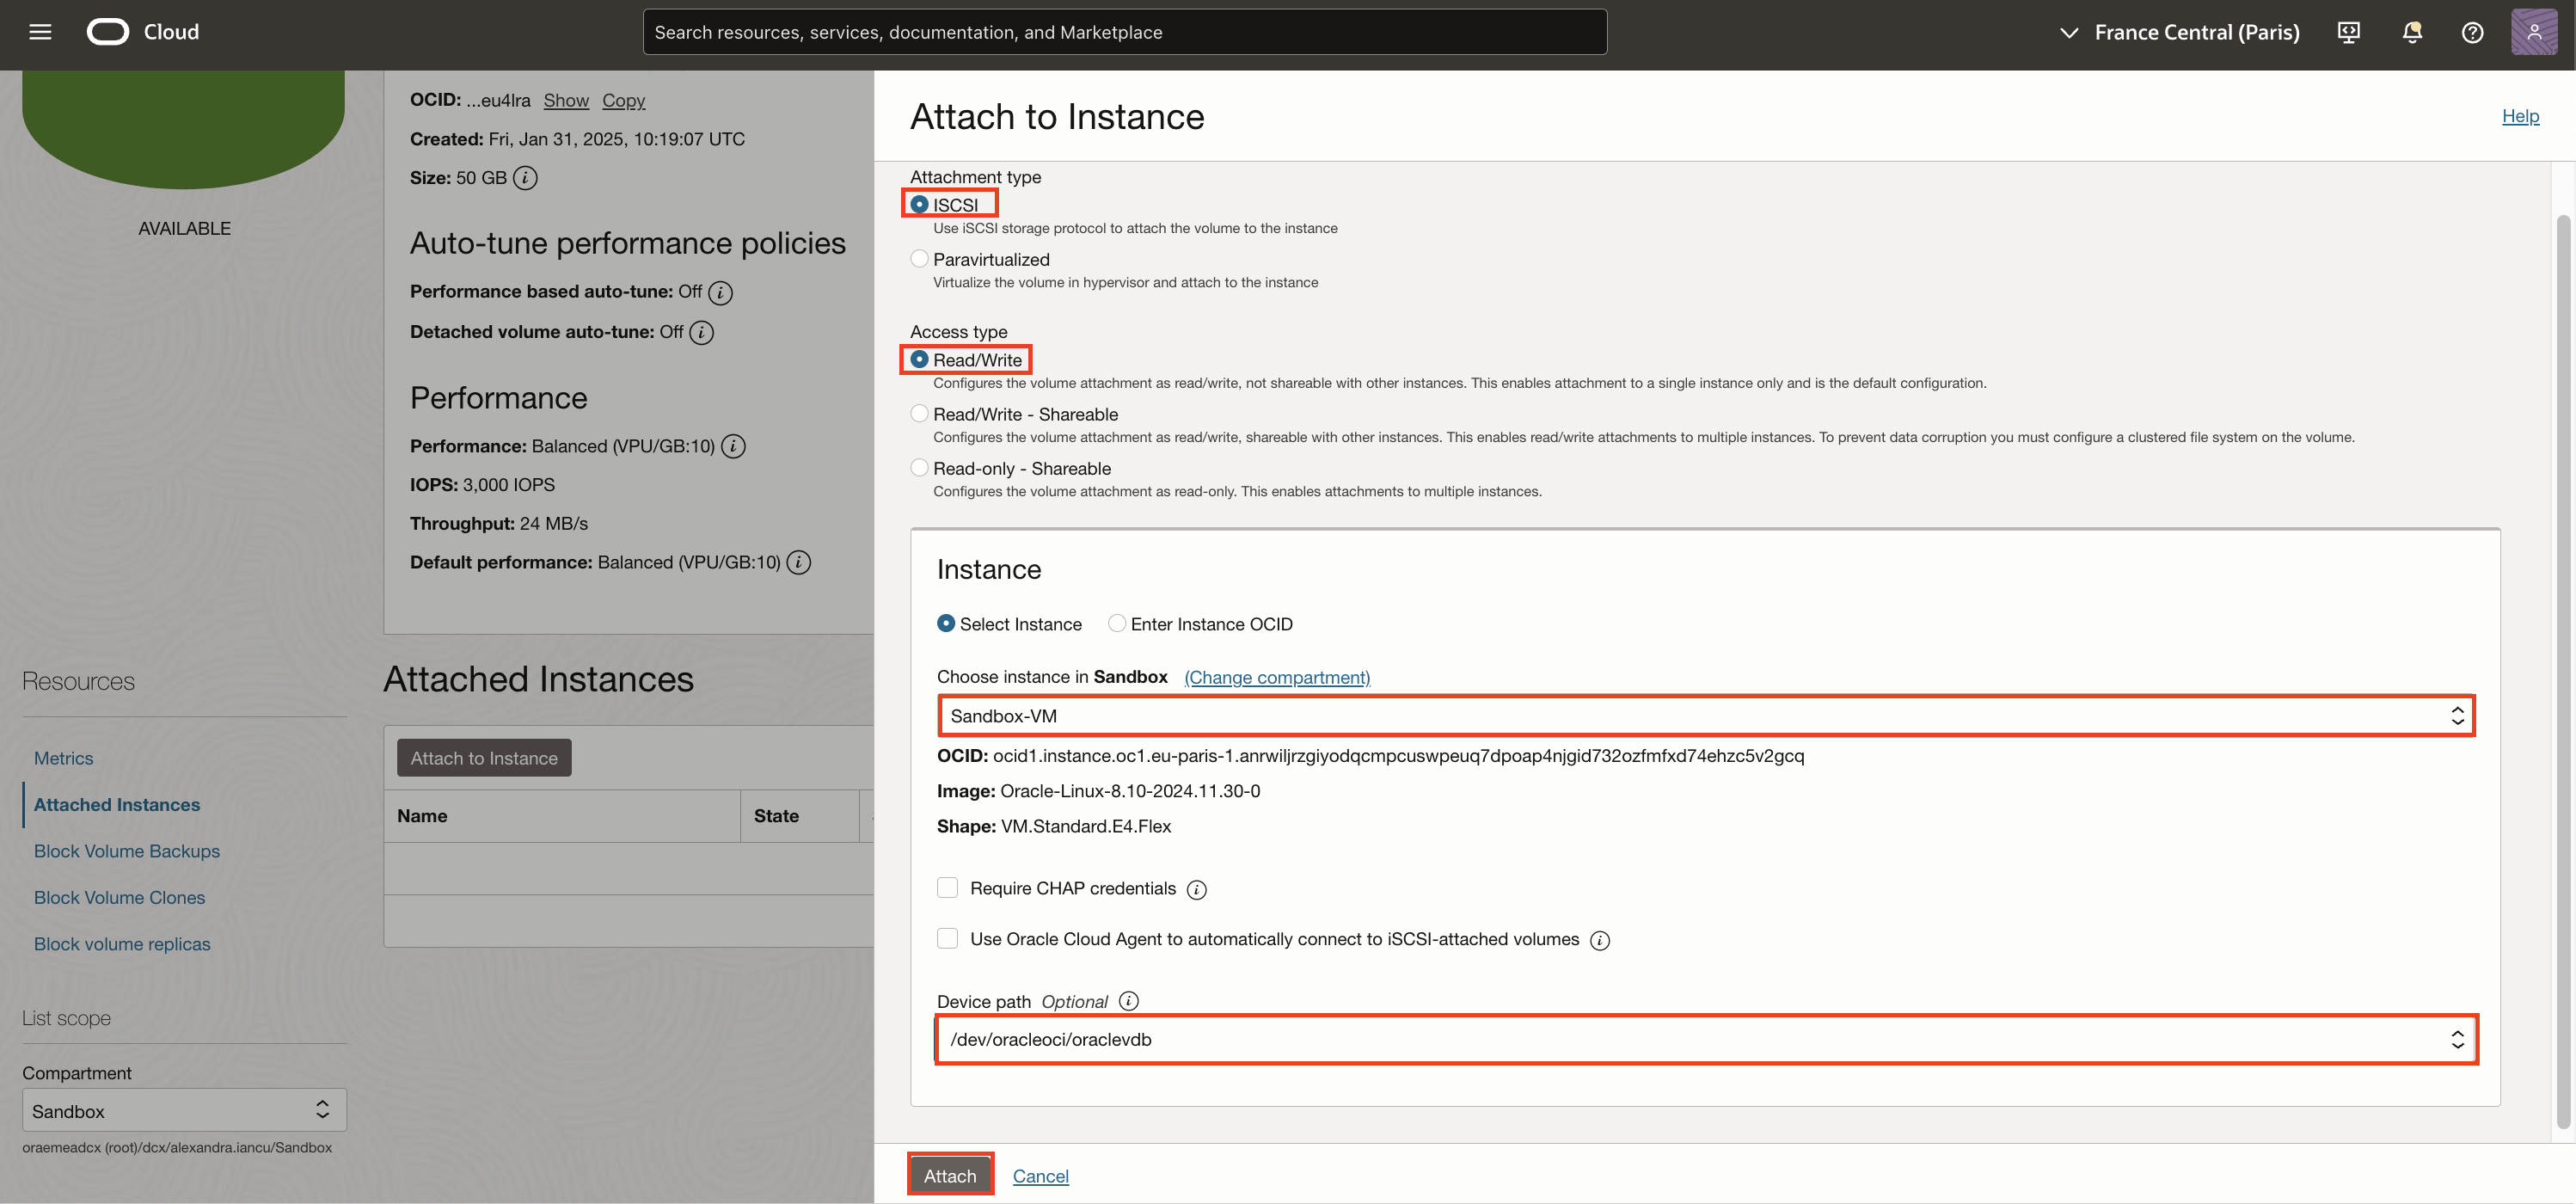 Cloud
Search resources, services, documentation, and Marketplace
France Central (Paris)
OCID: ...eu4lra Show Copy
Created: Fri, Jan 31, 2025, 10:19:07 UTC
Size: 50 GB
AVAILABLE
Auto-tune performance policies
Performance based auto-tune: Off
Detached volume auto-tune: Off
Performance
Performance: Balanced (VPU/GB:10)
IOPS: 3,000 IOPS
Throughput: 24 MB/s
Default performance: Balanced (VPU/GB:10)
Resources
Metrics
Attached Instances
Block Volume Backups
Block Volume Clones
Block volume replicas
List scope
Compartment
Sandbox
oraemeadcx (root)/dcx/alexandra.iancu/Sandbox
Attached Instances
Attach to Instance
Name State
Attach to Instance
Help
Attachment type
ISCSI
Use iSCSI storage protocol to attach the volume to the instance
Paravirtualized
Virtualize the volume in hypervisor and attach to the instance
Access type
Read/Write
Configures the volume attachment as read/write, not shareable with other instances. This enables attachment to a single instance only and is the default configuration.
Read/Write - Shareable
Configures the volume attachment as read/write, shareable with other instances. This enables read/write attachments to multiple instances. To prevent data corruption you must configure a clustered file system on the volume.
Read-only - Shareable
Configures the volume attachment as read-only. This enables attachments to multiple instances.
Instance
Select Instance Enter Instance OCID
Choose instance in Sandbox (Change compartment)
Sandbox-VM
OCID: ocid1.instance.oc1.eu-paris-1.anrwiljrzgiyodqcmpcuswpeuq7dpoap4njgid732ozfmfxd74ehzc5v2gcq
Image: Oracle-Linux-8.10-2024.11.30-0
Shape: VM.Standard.E4.Flex
Require CHAP credentials
Use Oracle Cloud Agent to automatically connect to iSCSI-attached volumes
Device path Optional
/dev/oracleoci/oraclevdb
Attach Cancel